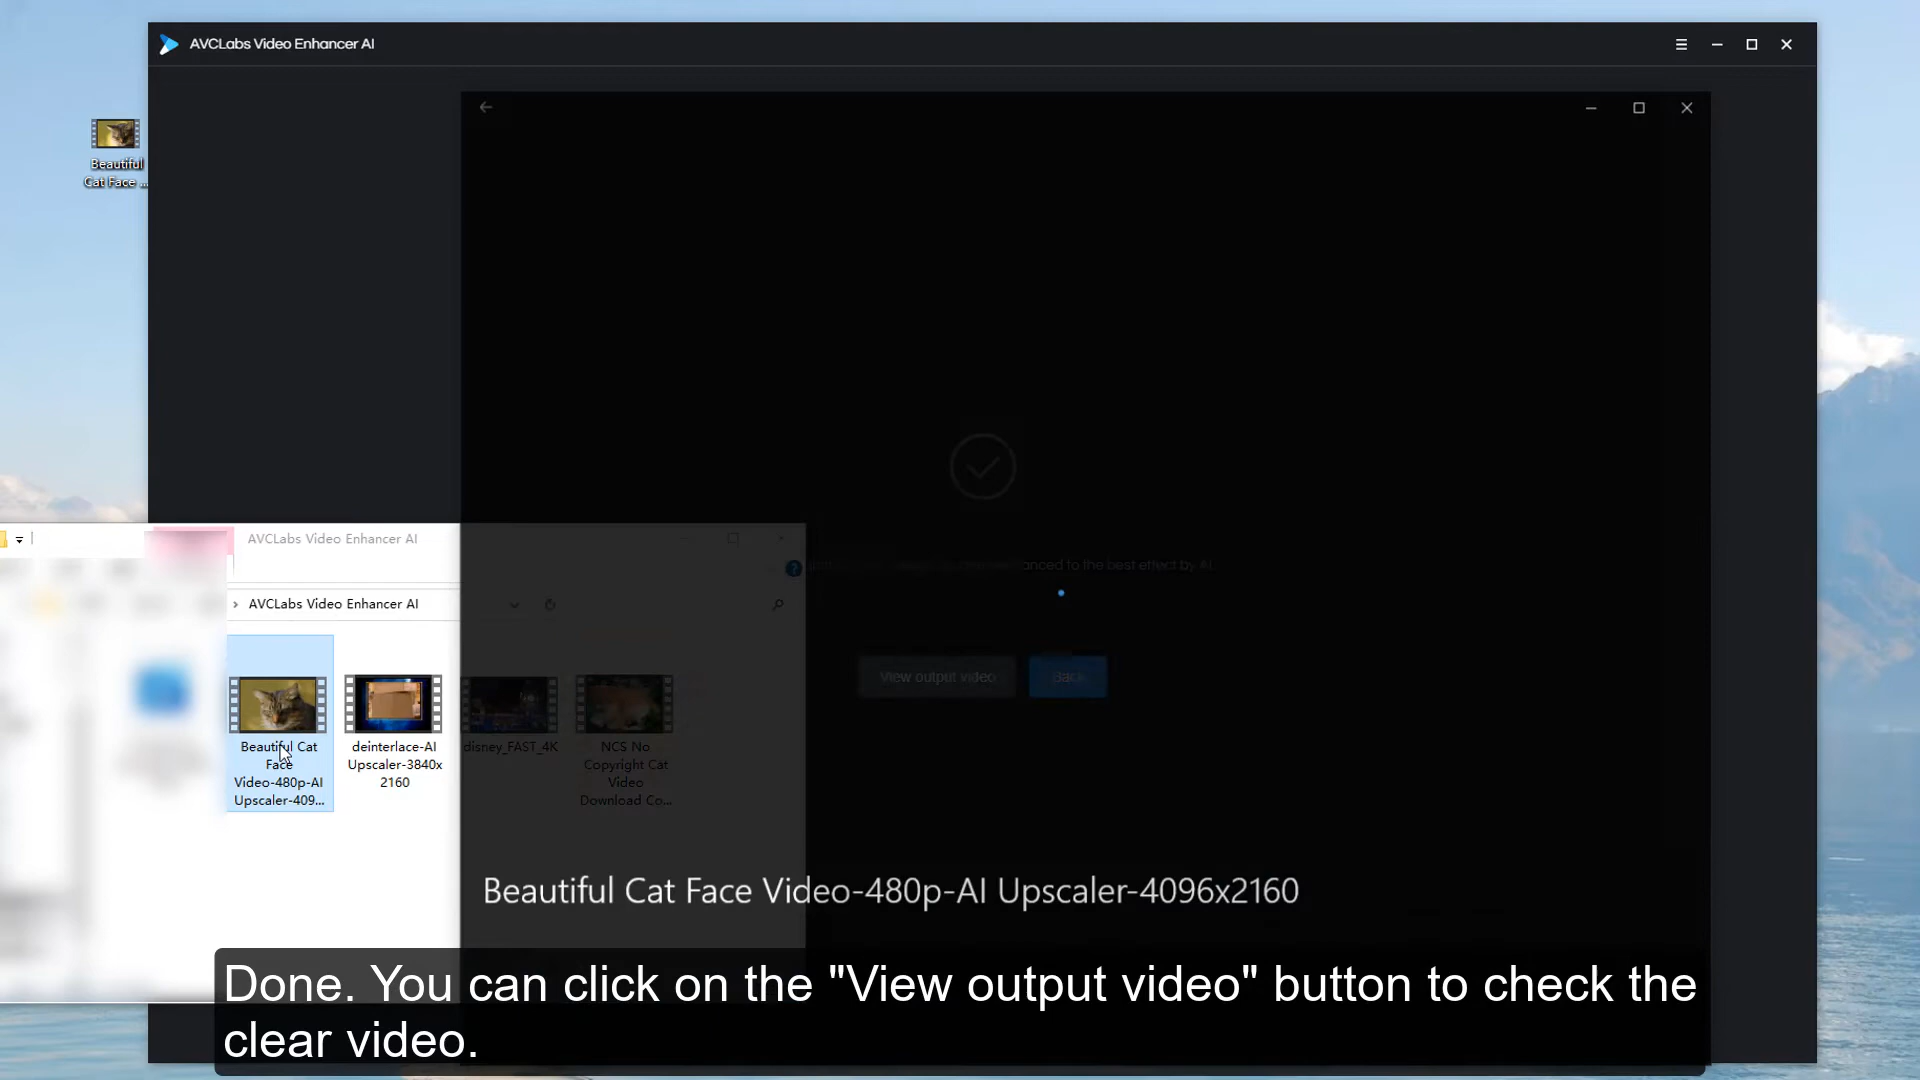 AVCLabs Video Enhancer AI
Beautiful
Cat Face ...
AVCLabs Video Enhancer AI
anced to the best effect by AI.
AVCLabs Video Enhancer AI
View output video
Back
Beautiful Cat
Face
Video-480p-AI
Upscaler-409...
deinterlace-AI
Upscaler-3840x
2160
disney_FAST_4K
NCS No
Copyright Cat
Video
Download Co...
Beautiful Cat Face Video-480p-AI Upscaler-4096x2160
Done. You can click on the "View output video" button to check the
clear video.